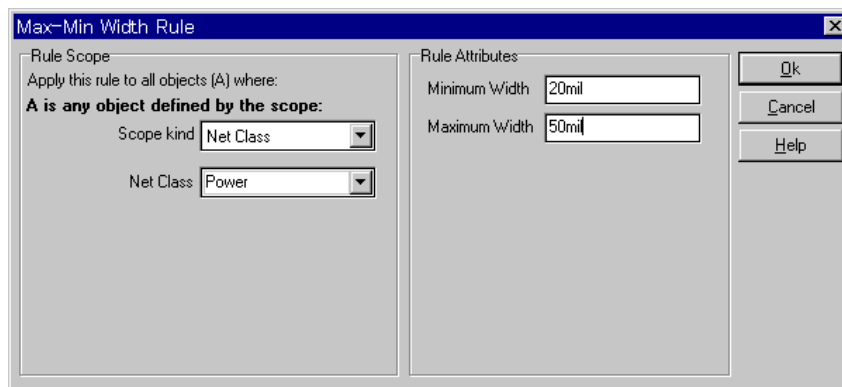 Max-Min Width Rule
Rule Scope
Apply this rule to all objects (A) where:
A is any object defined by the scope:
Scope kind Net Class
Net Class Power
Rule Attributes
Minimum Width 20mil
Maximum Width 50mil
Ok
Cancel
Help